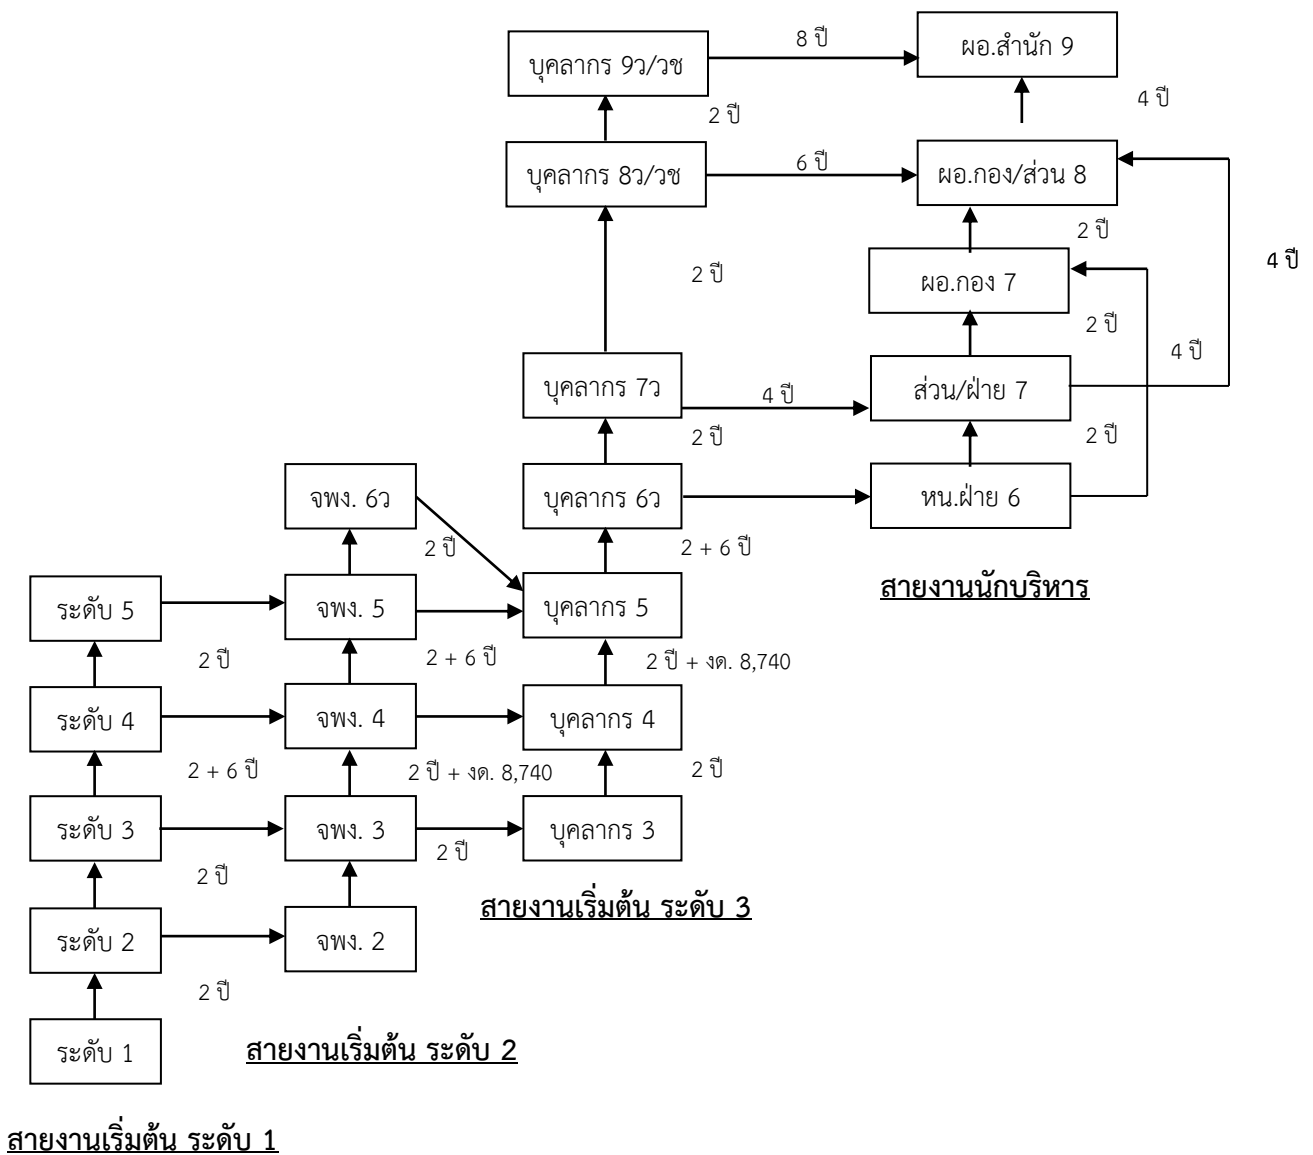 8 ปี
ผอ.สำนัก 9
บุคลากร 9ว/วช
4 ปี
2 ปี
6 ปี
บุคลากร 8ว/วช
ผอ.กอง/ส่วน 8
2 ปี
4 ปี
2 ปี
ผอ.กอง 7
2 ปี
4 ปี
บุคลากร 7ว
4 ปี
ส่วน/ฝ่าย 7
2 ปี
2 ปี
จพง. 6ว
บุคลากร 6ว
หน.ฝ่าย 6
2 ปี
2 + 6 ปี
สายงานนักบริหาร
ระดับ 5
จพง. 5
บุคลากร 5
2 ปี
2 + 6 ปี
2 ปี + งด. 8,740
ระดับ 4
จพง. 4
บุคลากร 4
2 + 6 ปี
2 ปี + งด. 8,740
2 ปี
ระดับ 3
จพง. 3
บุคลากร 3
2 ปี
2 ปี
สายงานเริ่มต้น ระดับ 3
ระดับ 2
จพง. 2
2 ปี
ระดับ 1
สายงานเริ่มต้น ระดับ 2
สายงานเริ่มต้น ระดับ 1